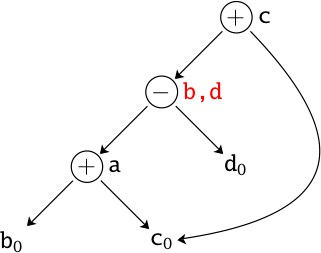 + c
− b,d
+ a
d₀
b₀
c₀